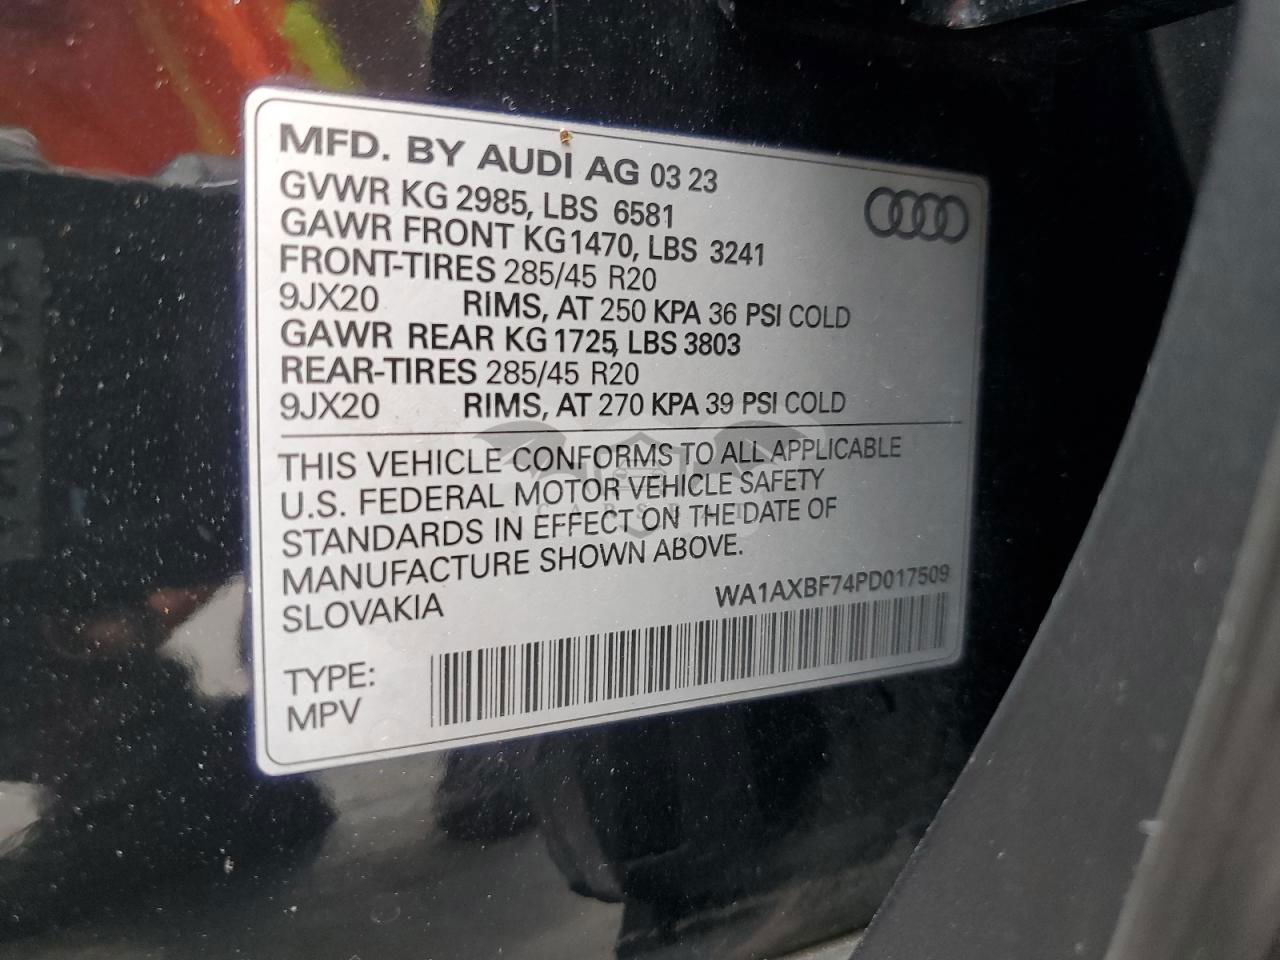 MFD. BY AUDI AG 03 23
GVWR KG 2985, LBS 6581
GAWR FRONT KG1470, LBS 3241
FRONT-TIRES 285/45 R20
9JX20 RIMS, AT 250 KPA 36 PSI COLD
GAWR REAR KG 1725, LBS 3803
REAR-TIRES 285/45 R20
9JX20 RIMS, AT 270 KPA 39 PSI COLD
THIS VEHICLE CONFORMS TO ALL APPLICABLE
U.S. FEDERAL MOTOR VEHICLE SAFETY
STANDARDS IN EFFECT ON THE DATE OF
MANUFACTURE SHOWN ABOVE.
SLOVAKIA
WA1AXBF74PD017509
TYPE:
MPV